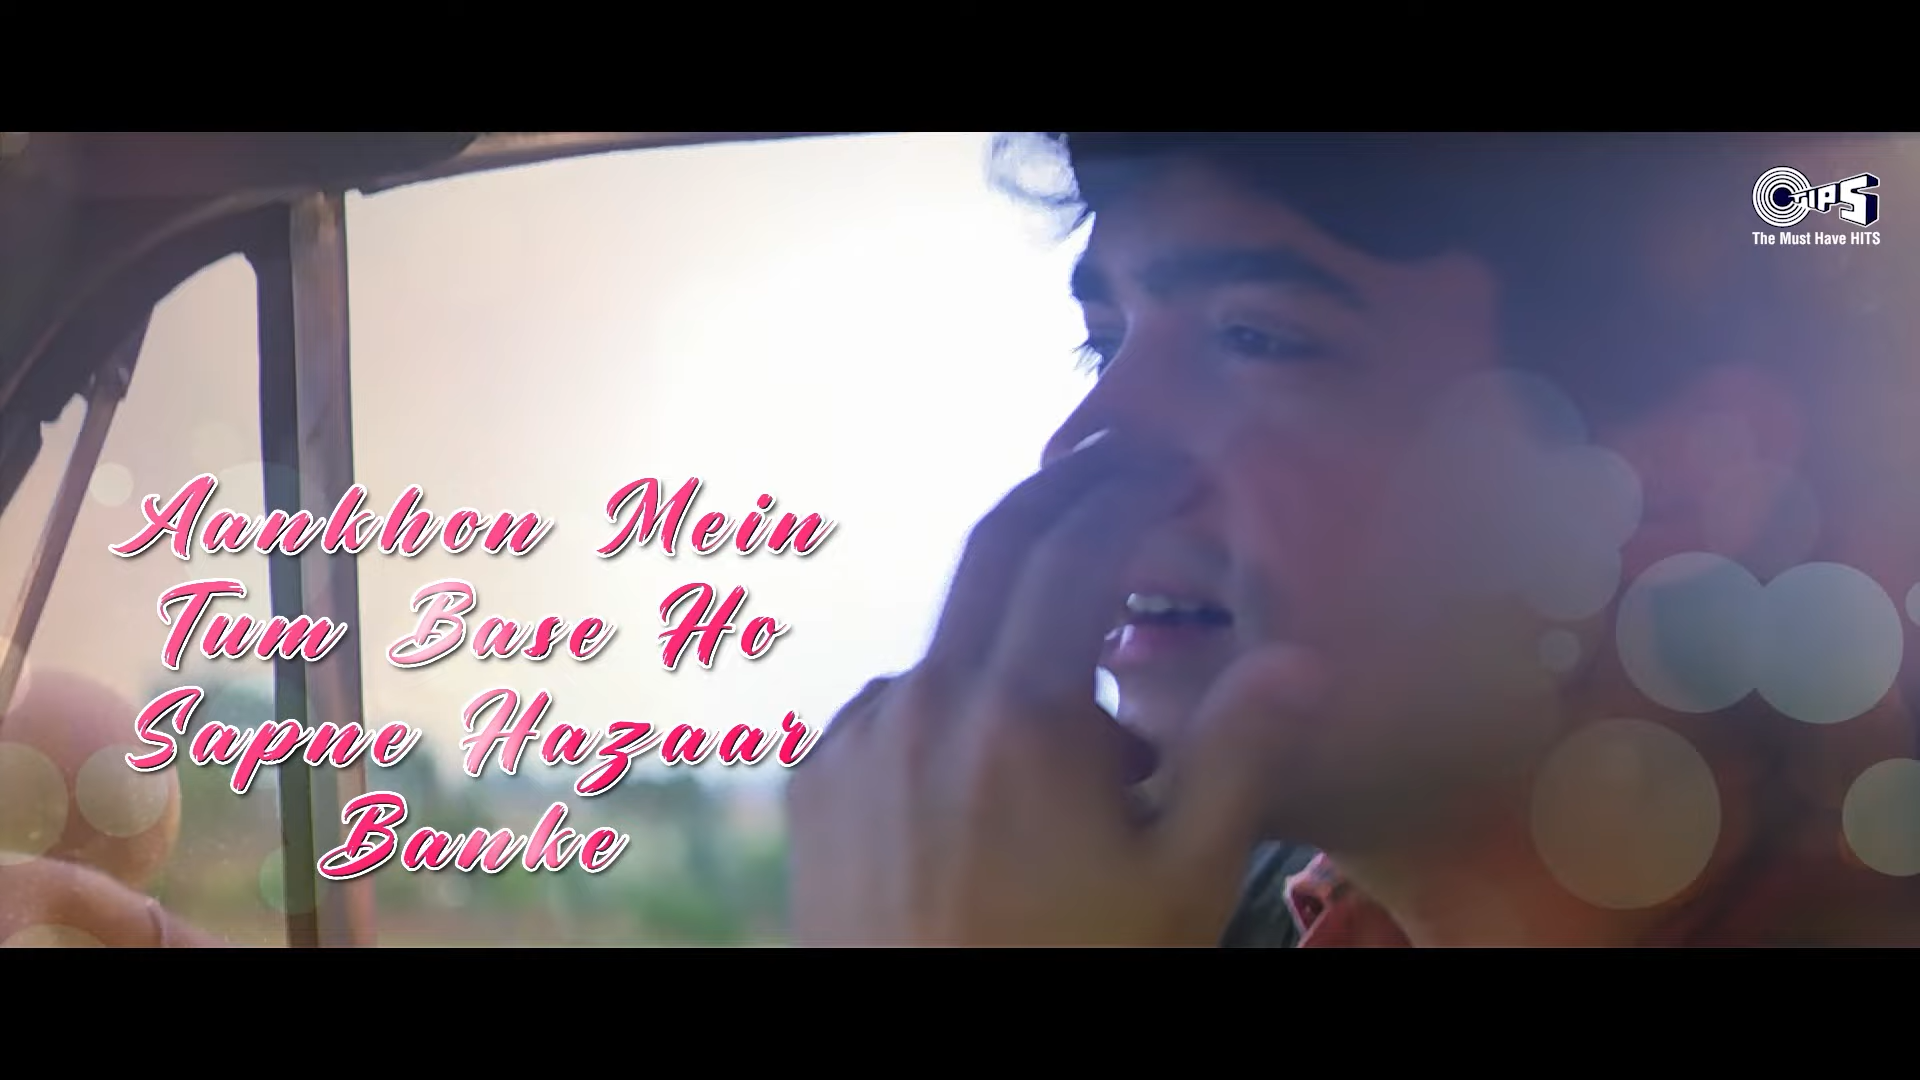 TIPS
The Must Have HITS
Aankhon Mein
Tum Base Ho
Sapne Hazaar
Banke